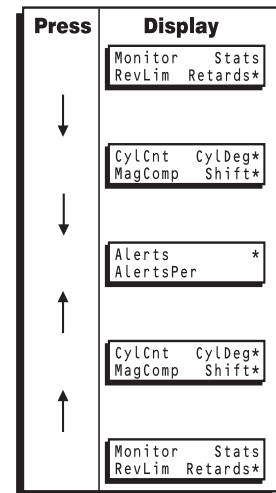 Press Display
Monitor Stats
RevLim Retards*
CylCnt CylDeg*
MagComp Shift*
Alerts *
AlertsPer
CylCnt CylDeg*
MagComp Shift*
Monitor Stats
RevLim Retards*